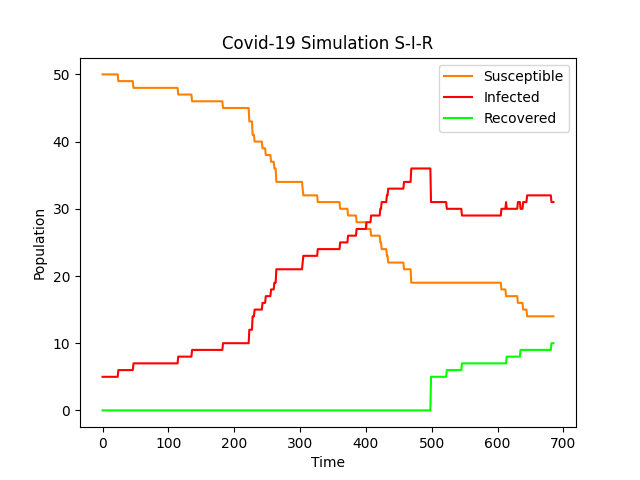 Covid-19 Simulation S-I-R
Susceptible
Infected
Recovered
50
40
30
20
10
0
Population
0 100 200 300 400 500 600 700
Time